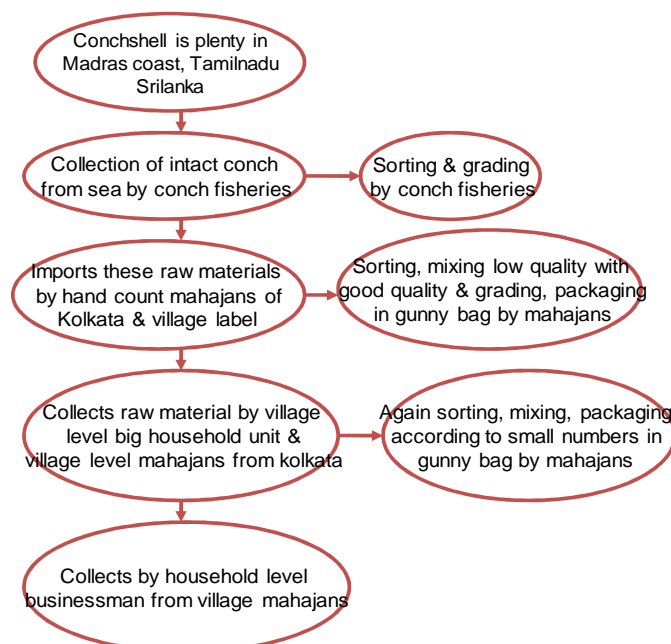 Conchshell is plenty in
Madras coast, Tamilnadu
Srilanka
Collection of intact conch
from sea by conch fisheries
Sorting & grading
by conch fisheries
Imports these raw materials
by hand count mahajans of
Kolkata & village label
Sorting, mixing low quality with
good quality & grading, packaging
in gunny bag by mahajans
Collects raw material by village
level big household unit &
village level mahajans from kolkata
Again sorting, mixing, packaging
according to small numbers in
gunny bag by mahajans
Collects by household level
businessman from village mahajans